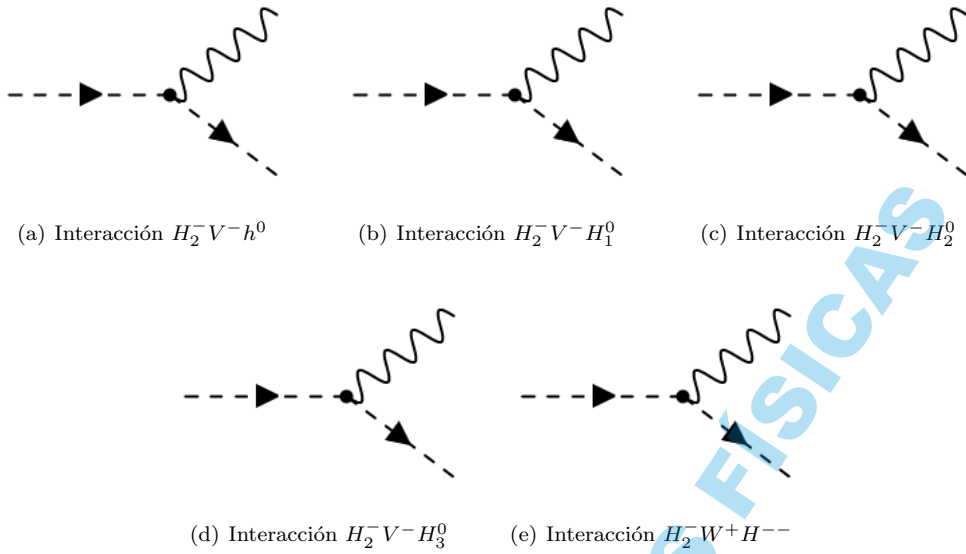 (a) Interacción $H_2^- V^- h^0$
(b) Interacción $H_2^- V^- H_1^0$
(c) Interacción $H_2^- V^- H_2^0$
(d) Interacción $H_2^- V^- H_3^0$
(e) Interacción $H_2^- W^+ H^{--}$
FÍSICAS